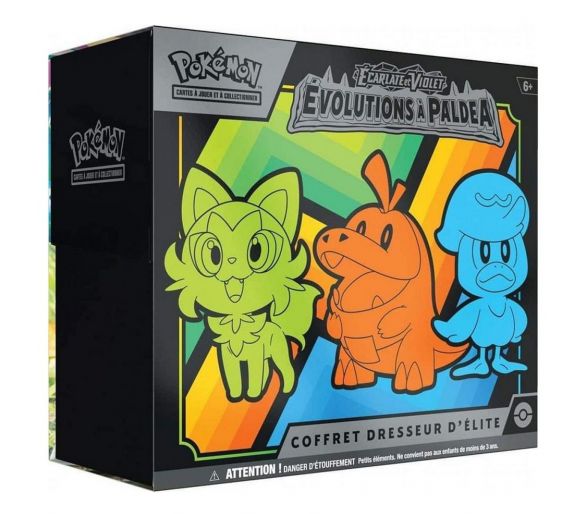 POKÉMON
CARTES À JOUER ET À COLLECTIONNER
POKÉMON
CARTES À JOUER ET À COLLECTIONNER
ÉCARLATE ET VIOLET
ÉVOLUTIONS À PALDEA
6+
COFFRET DRESSEUR D'ÉLITE
ATTENTION ! DANGER D'ÉTOUFFEMENT Petits éléments. Ne convient pas aux enfants de moins de 3 ans.